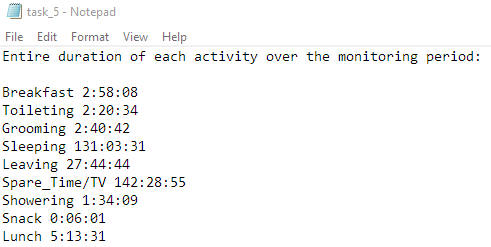 task_5 - Notepad
File Edit Format View Help
Entire duration of each activity over the monitoring period:
Breakfast 2:58:08
Toileting 2:20:34
Grooming 2:40:42
Sleeping 131:03:31
Leaving 27:44:44
Spare_Time/TV 142:28:55
Showering 1:34:09
Snack 0:06:01
Lunch 5:13:31